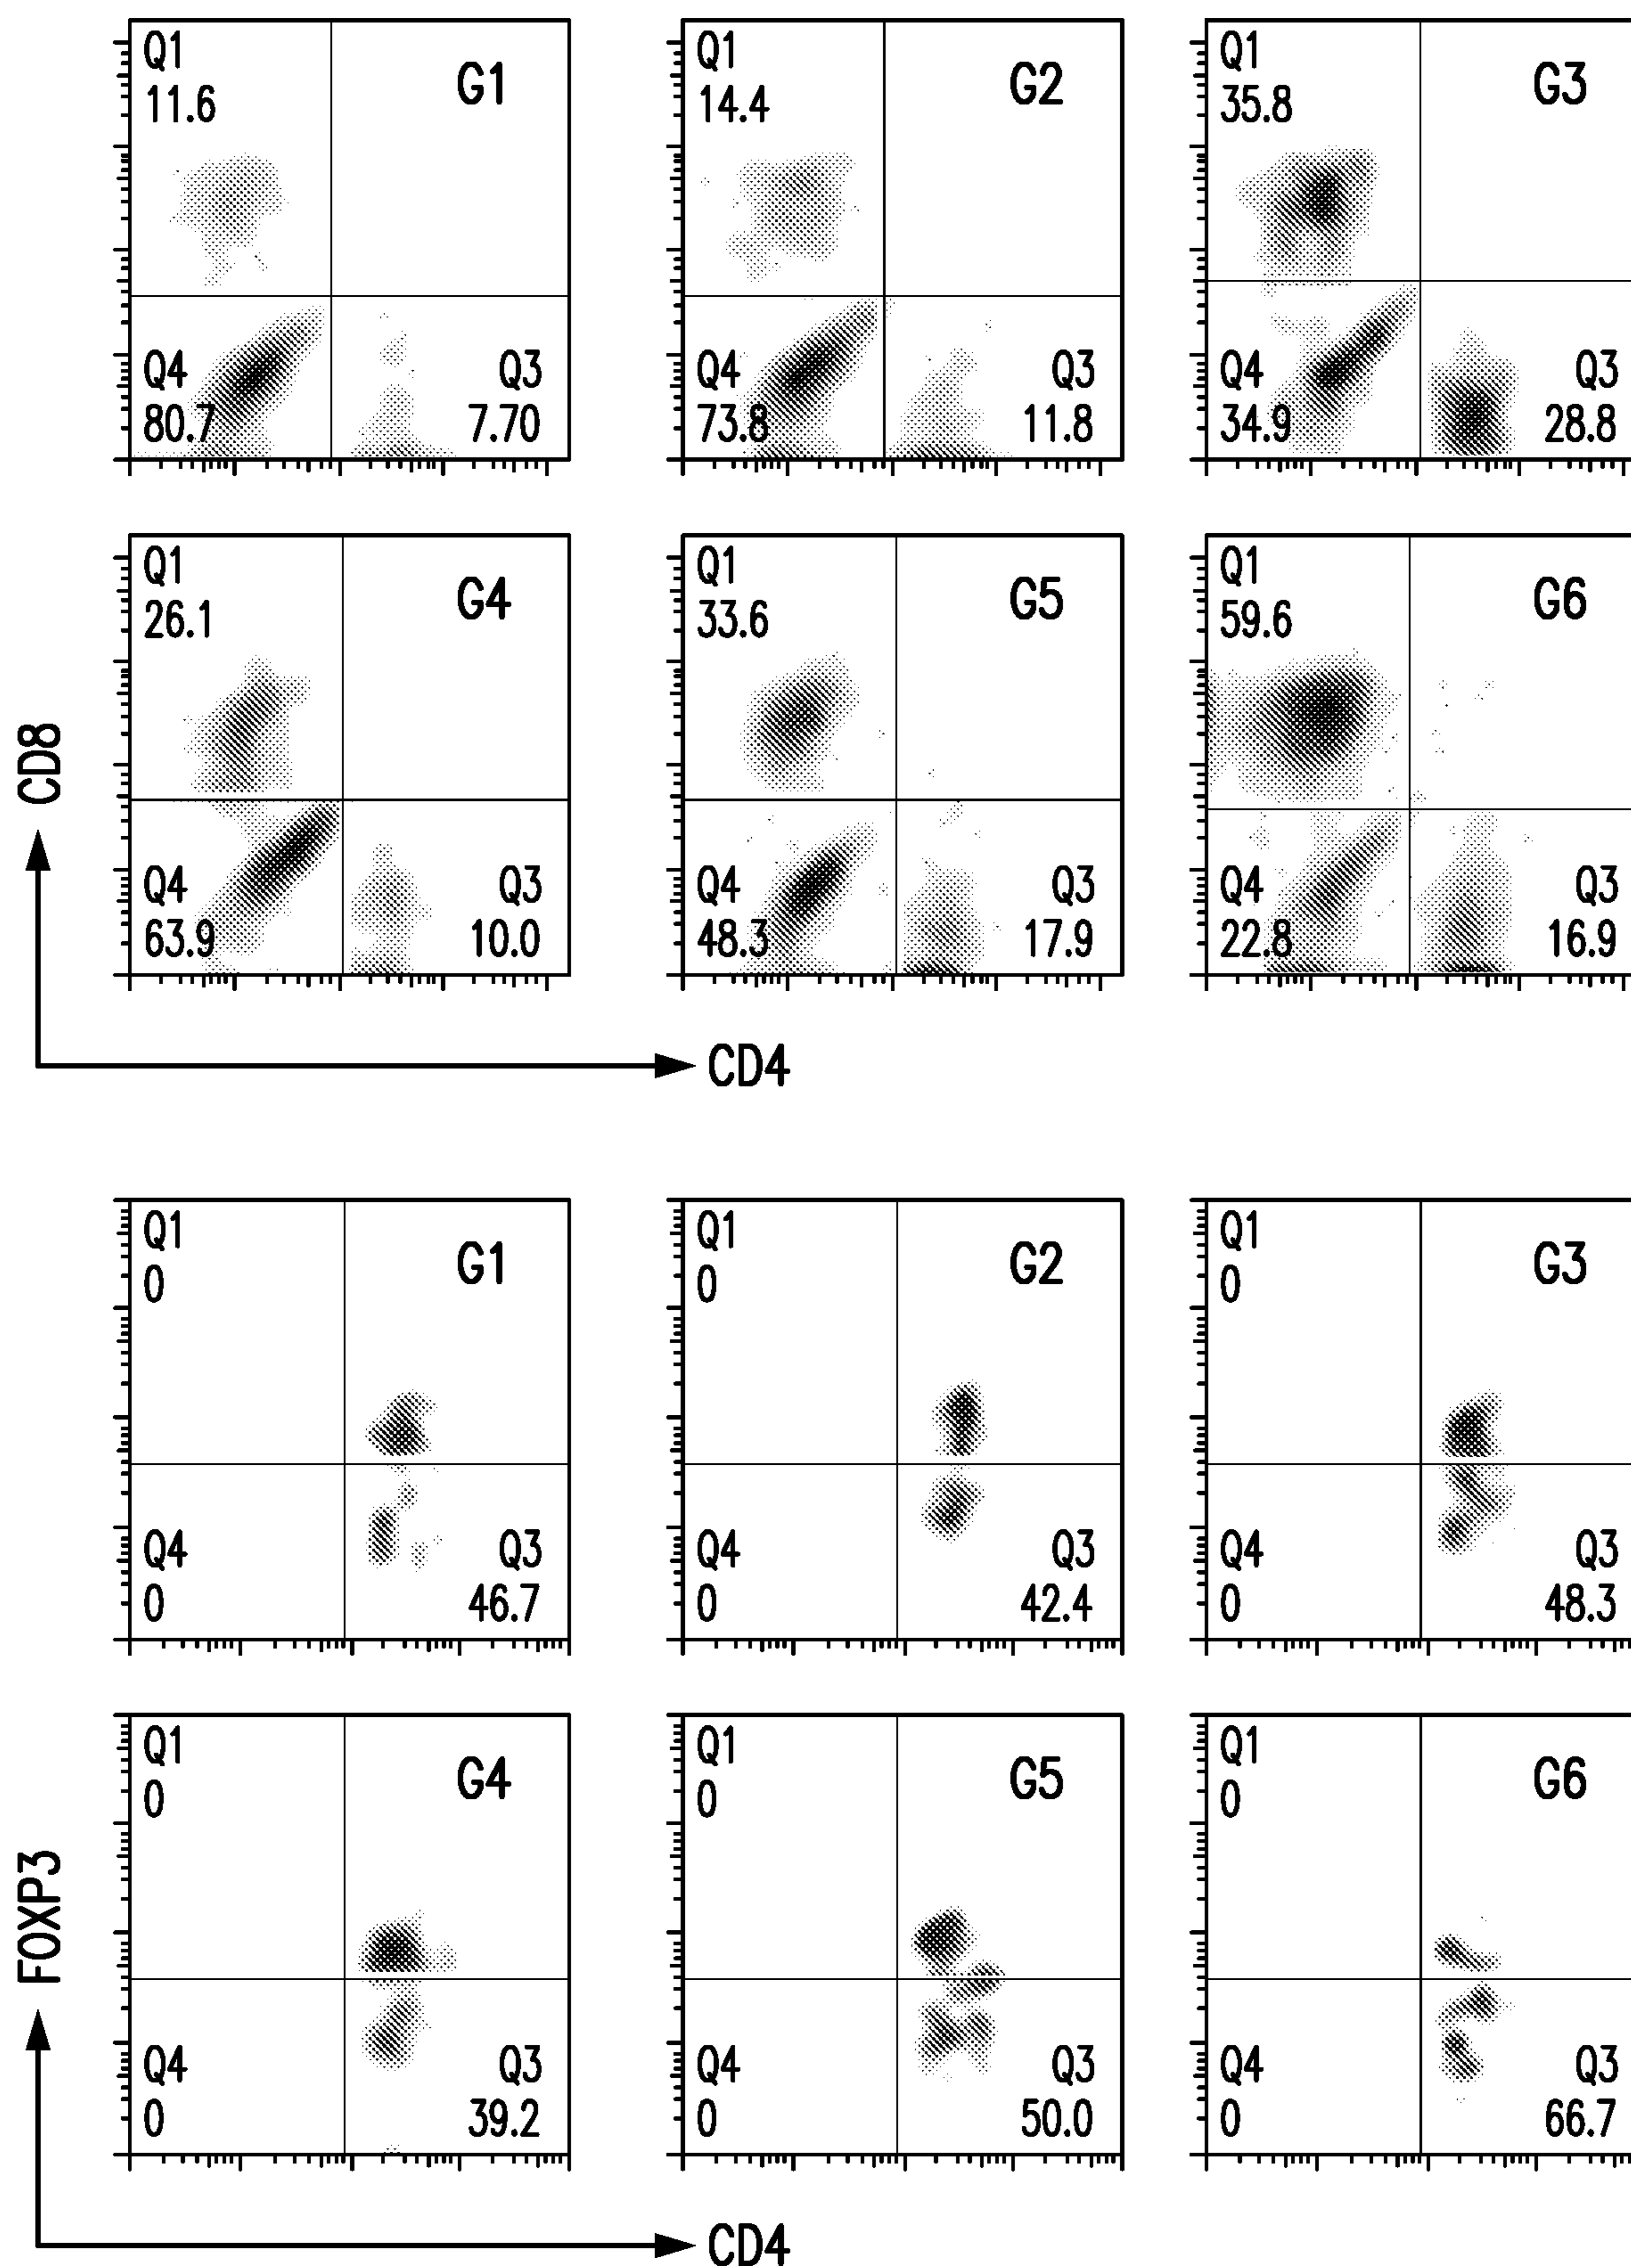 Q1
11.6
G1
Q4
80.7
Q3
7.70
Q1
14.4
G2
Q4
73.8
Q3
11.8
Q1
35.8
G3
Q4
34.9
Q3
28.8
Q1
26.1
G4
Q4
63.9
Q3
10.0
Q1
33.6
G5
Q4
48.3
Q3
17.9
Q1
59.6
G6
Q4
22.8
Q3
16.9
CD8
CD4
Q1
0
G1
Q4
0
Q3
46.7
Q1
0
G2
Q4
0
Q3
42.4
Q1
0
G3
Q4
0
Q3
48.3
Q1
0
G4
Q4
0
Q3
39.2
Q1
0
G5
Q4
0
Q3
50.0
Q1
0
G6
Q4
0
Q3
66.7
FOXP3
CD4